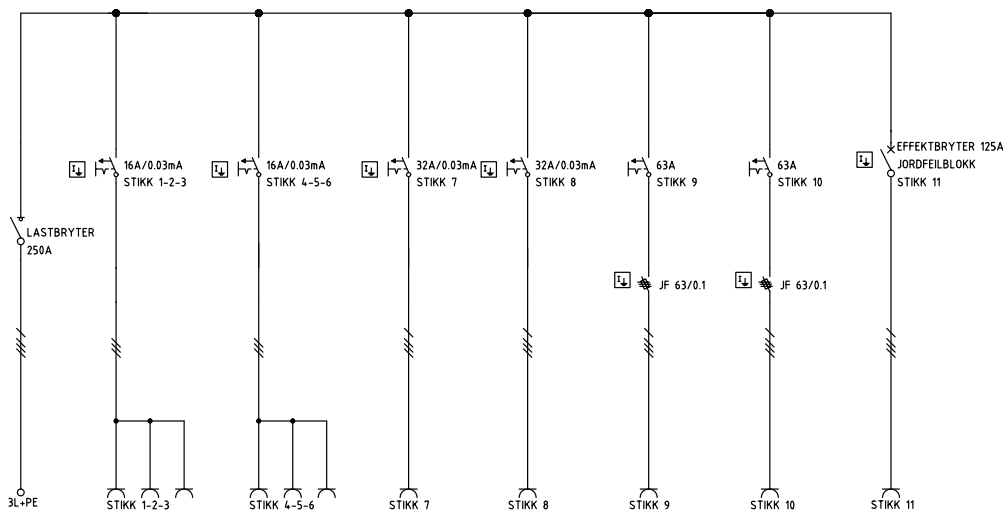 16A/0.03mA
STIKK 1-2-3
16A/0.03mA
STIKK 4-5-6
32A/0.03mA
STIKK 7
32A/0.03mA
STIKK 8
63A
STIKK 9
63A
STIKK 10
EFFEKTBRYTER 125A
JORDFEILBLOKK
STIKK 11
I
I
I
I
I
I
LASTBRYTER
250A
I
JF 63/0.1
I
JF 63/0.1
3L+PE
STIKK 1-2-3
STIKK 4-5-6
STIKK 7
STIKK 8
STIKK 9
STIKK 10
STIKK 11